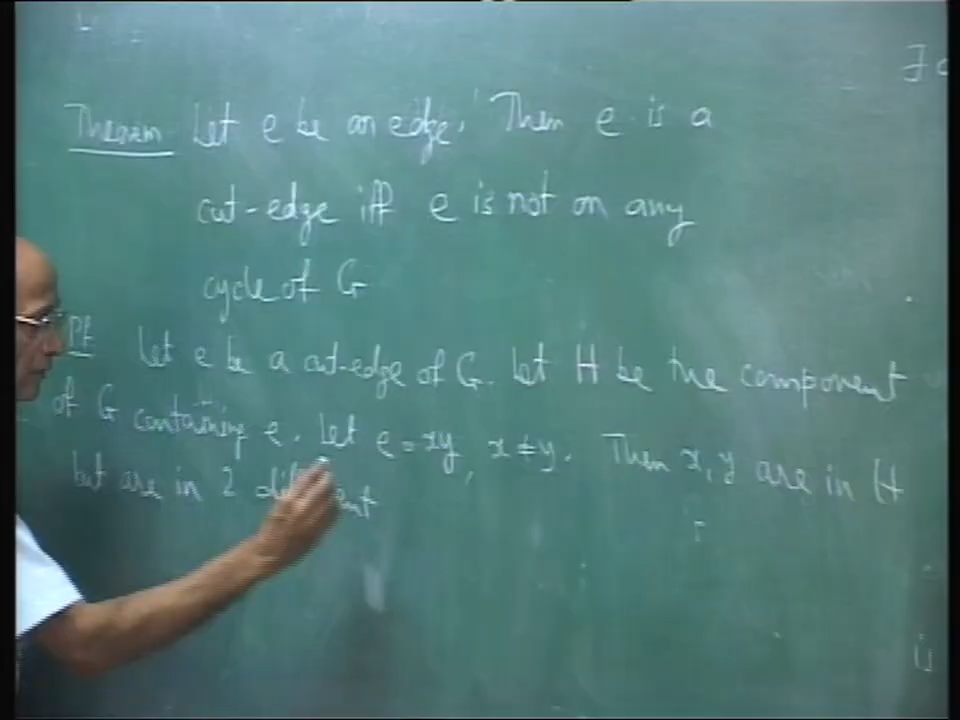 Theorem Let e be an edge. Then e is a
cut-edge iff e is not on any
cycle of G
Pf Let e be a cut-edge of G. Let H be the component
of G containing e. Let e = xy, x ≠ y. Then x, y are in H
but are in 2